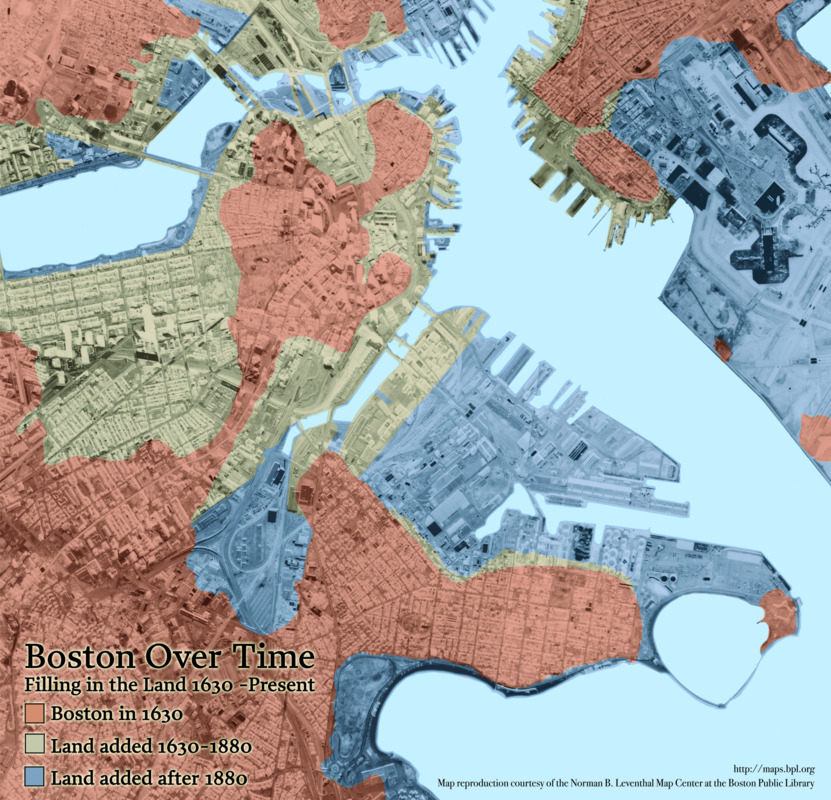 Boston Over Time
Filling in the Land 1630 -Present
Boston in 1630
Land added 1630-1880
Land added after 1880
http://maps.bpl.org
Map reproduction courtesy of the Norman B. Leventhal Map Center at the Boston Public Library